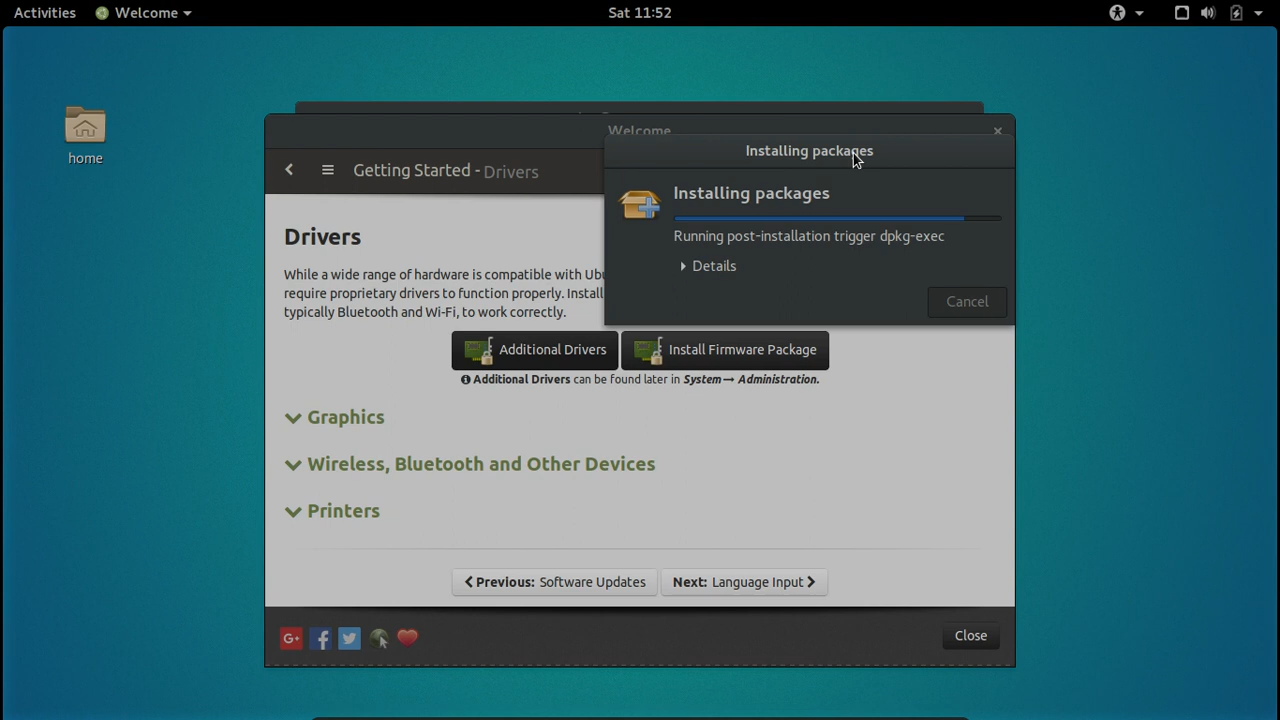 Activities
Welcome
Sat 11:52
home
Welcome
Installing packages
Installing packages
Running post-installation trigger dpkg-exec
Details
Cancel
Getting Started - Drivers
Drivers
While a wide range of hardware is compatible with
require proprietary drivers to function properly.
typically Bluetooth and Wi-Fi, to work correctly.
Additional Drivers
Install Firmware Package
Additional Drivers can be found later in System→ Administration.
Graphics
Wireless, Bluetooth and Other Devices
Printers
Previous: Software Updates
Next: Language Input
G+
Close